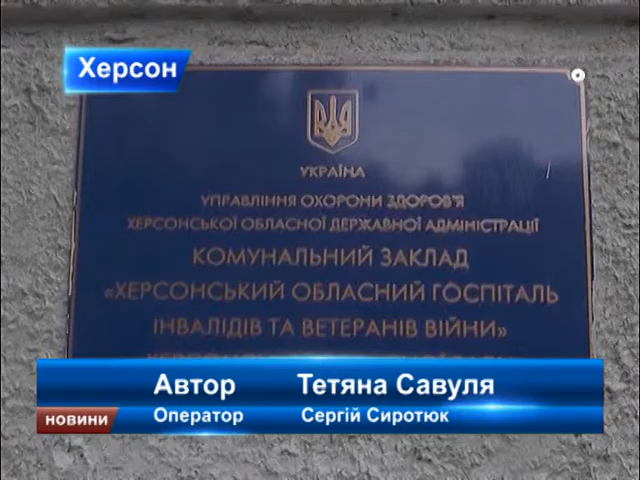 Херсон
УКРАЇНА
УПРАВЛІННЯ ОХОРОНИ ЗДОРОВ'Я
ХЕРСОНСЬКОЇ ОБЛАСНОЇ ДЕРЖАВНОЇ АДМІНІСТРАЦІЇ
КОМУНАЛЬНИЙ ЗАКЛАД
«ХЕРСОНСЬКИЙ ОБЛАСНИЙ ГОСПІТАЛЬ
ІНВАЛІДІВ ТА ВЕТЕРАНІВ ВІЙНИ»
Автор Тетяна Савуля
новини Оператор Сергій Сиротюк